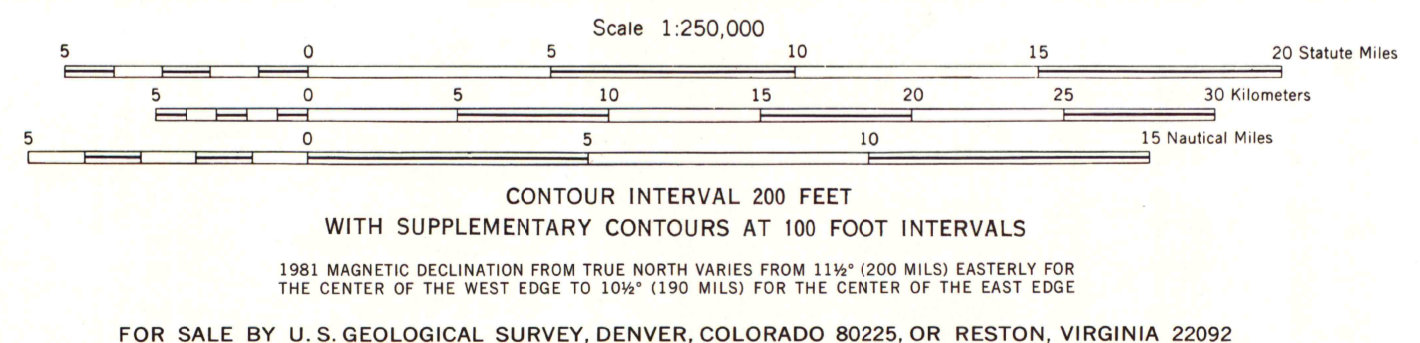 Scale 1:250,000
5 0 5 10 15 20 Statute Miles
5 0 5 10 15 20 25 30 Kilometers
5 0 5 10 15 Nautical Miles
CONTOUR INTERVAL 200 FEET
WITH SUPPLEMENTARY CONTOURS AT 100 FOOT INTERVALS
1981 MAGNETIC DECLINATION FROM TRUE NORTH VARIES FROM 11½° (200 MILS) EASTERLY FOR
THE CENTER OF THE WEST EDGE TO 10½° (190 MILS) FOR THE CENTER OF THE EAST EDGE
FOR SALE BY U. S. GEOLOGICAL SURVEY, DENVER, COLORADO 80225, OR RESTON, VIRGINIA 22092